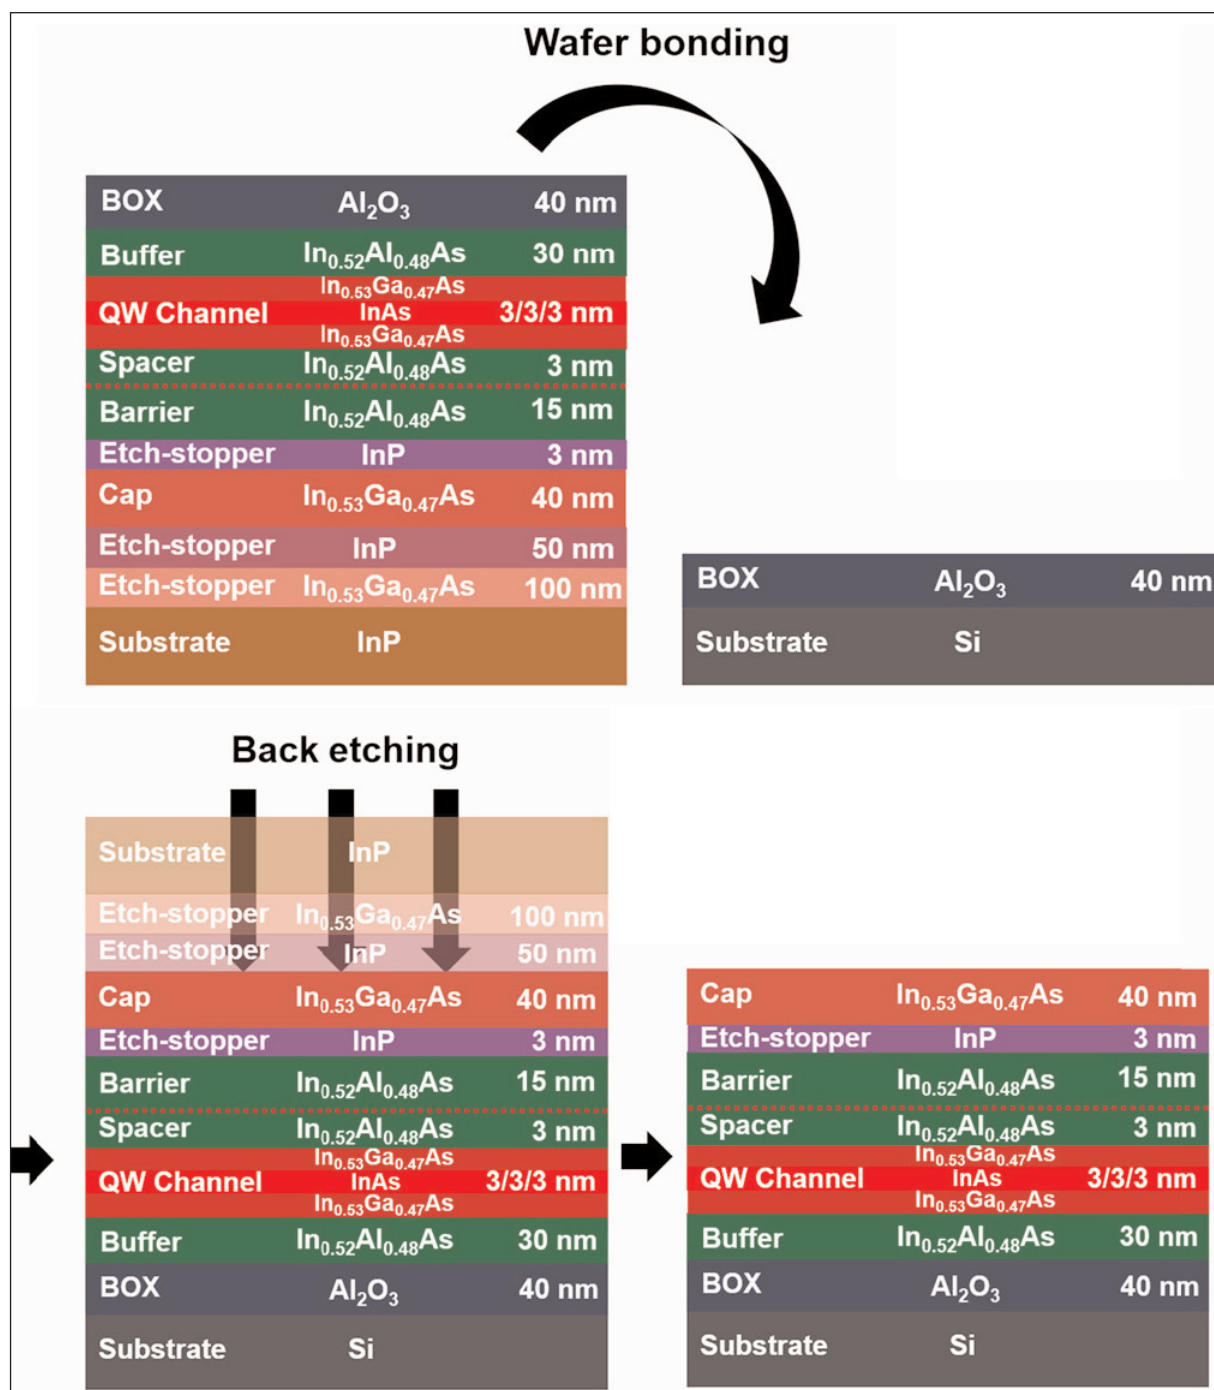 Wafer bonding
BOX Al₂O₃ 40 nm
Buffer In₀.₅₂Al₀.₄₈As 30 nm
In₀.₅₃Ga₀.₄₇As
QW Channel InAs 3/3/3 nm
In₀.₅₃Ga₀.₄₇As
Spacer In₀.₅₂Al₀.₄₈As 3 nm
Barrier In₀.₅₂Al₀.₄₈As 15 nm
Etch-stopper InP 3 nm
Cap In₀.₅₃Ga₀.₄₇As 40 nm
Etch-stopper InP 50 nm
Etch-stopper In₀.₅₃Ga₀.₄₇As 100 nm
Substrate InP
BOX Al₂O₃ 40 nm
Substrate Si
Back etching
Substrate InP
Etch-stopper In₀.₅₃Ga₀.₄₇As 100 nm
Etch-stopper InP 50 nm
Cap In₀.₅₃Ga₀.₄₇As 40 nm
Etch-stopper InP 3 nm
Barrier In₀.₅₂Al₀.₄₈As 15 nm
Spacer In₀.₅₂Al₀.₄₈As 3 nm
In₀.₅₃Ga₀.₄₇As
QW Channel InAs 3/3/3 nm
In₀.₅₃Ga₀.₄₇As
Buffer In₀.₅₂Al₀.₄₈As 30 nm
BOX Al₂O₃ 40 nm
Substrate Si
Cap In₀.₅₃Ga₀.₄₇As 40 nm
Etch-stopper InP 3 nm
Barrier In₀.₅₂Al₀.₄₈As 15 nm
Spacer In₀.₅₂Al₀.₄₈As 3 nm
In₀.₅₃Ga₀.₄₇As
QW Channel InAs 3/3/3 nm
In₀.₅₃Ga₀.₄₇As
Buffer In₀.₅₂Al₀.₄₈As 30 nm
BOX Al₂O₃ 40 nm
Substrate Si